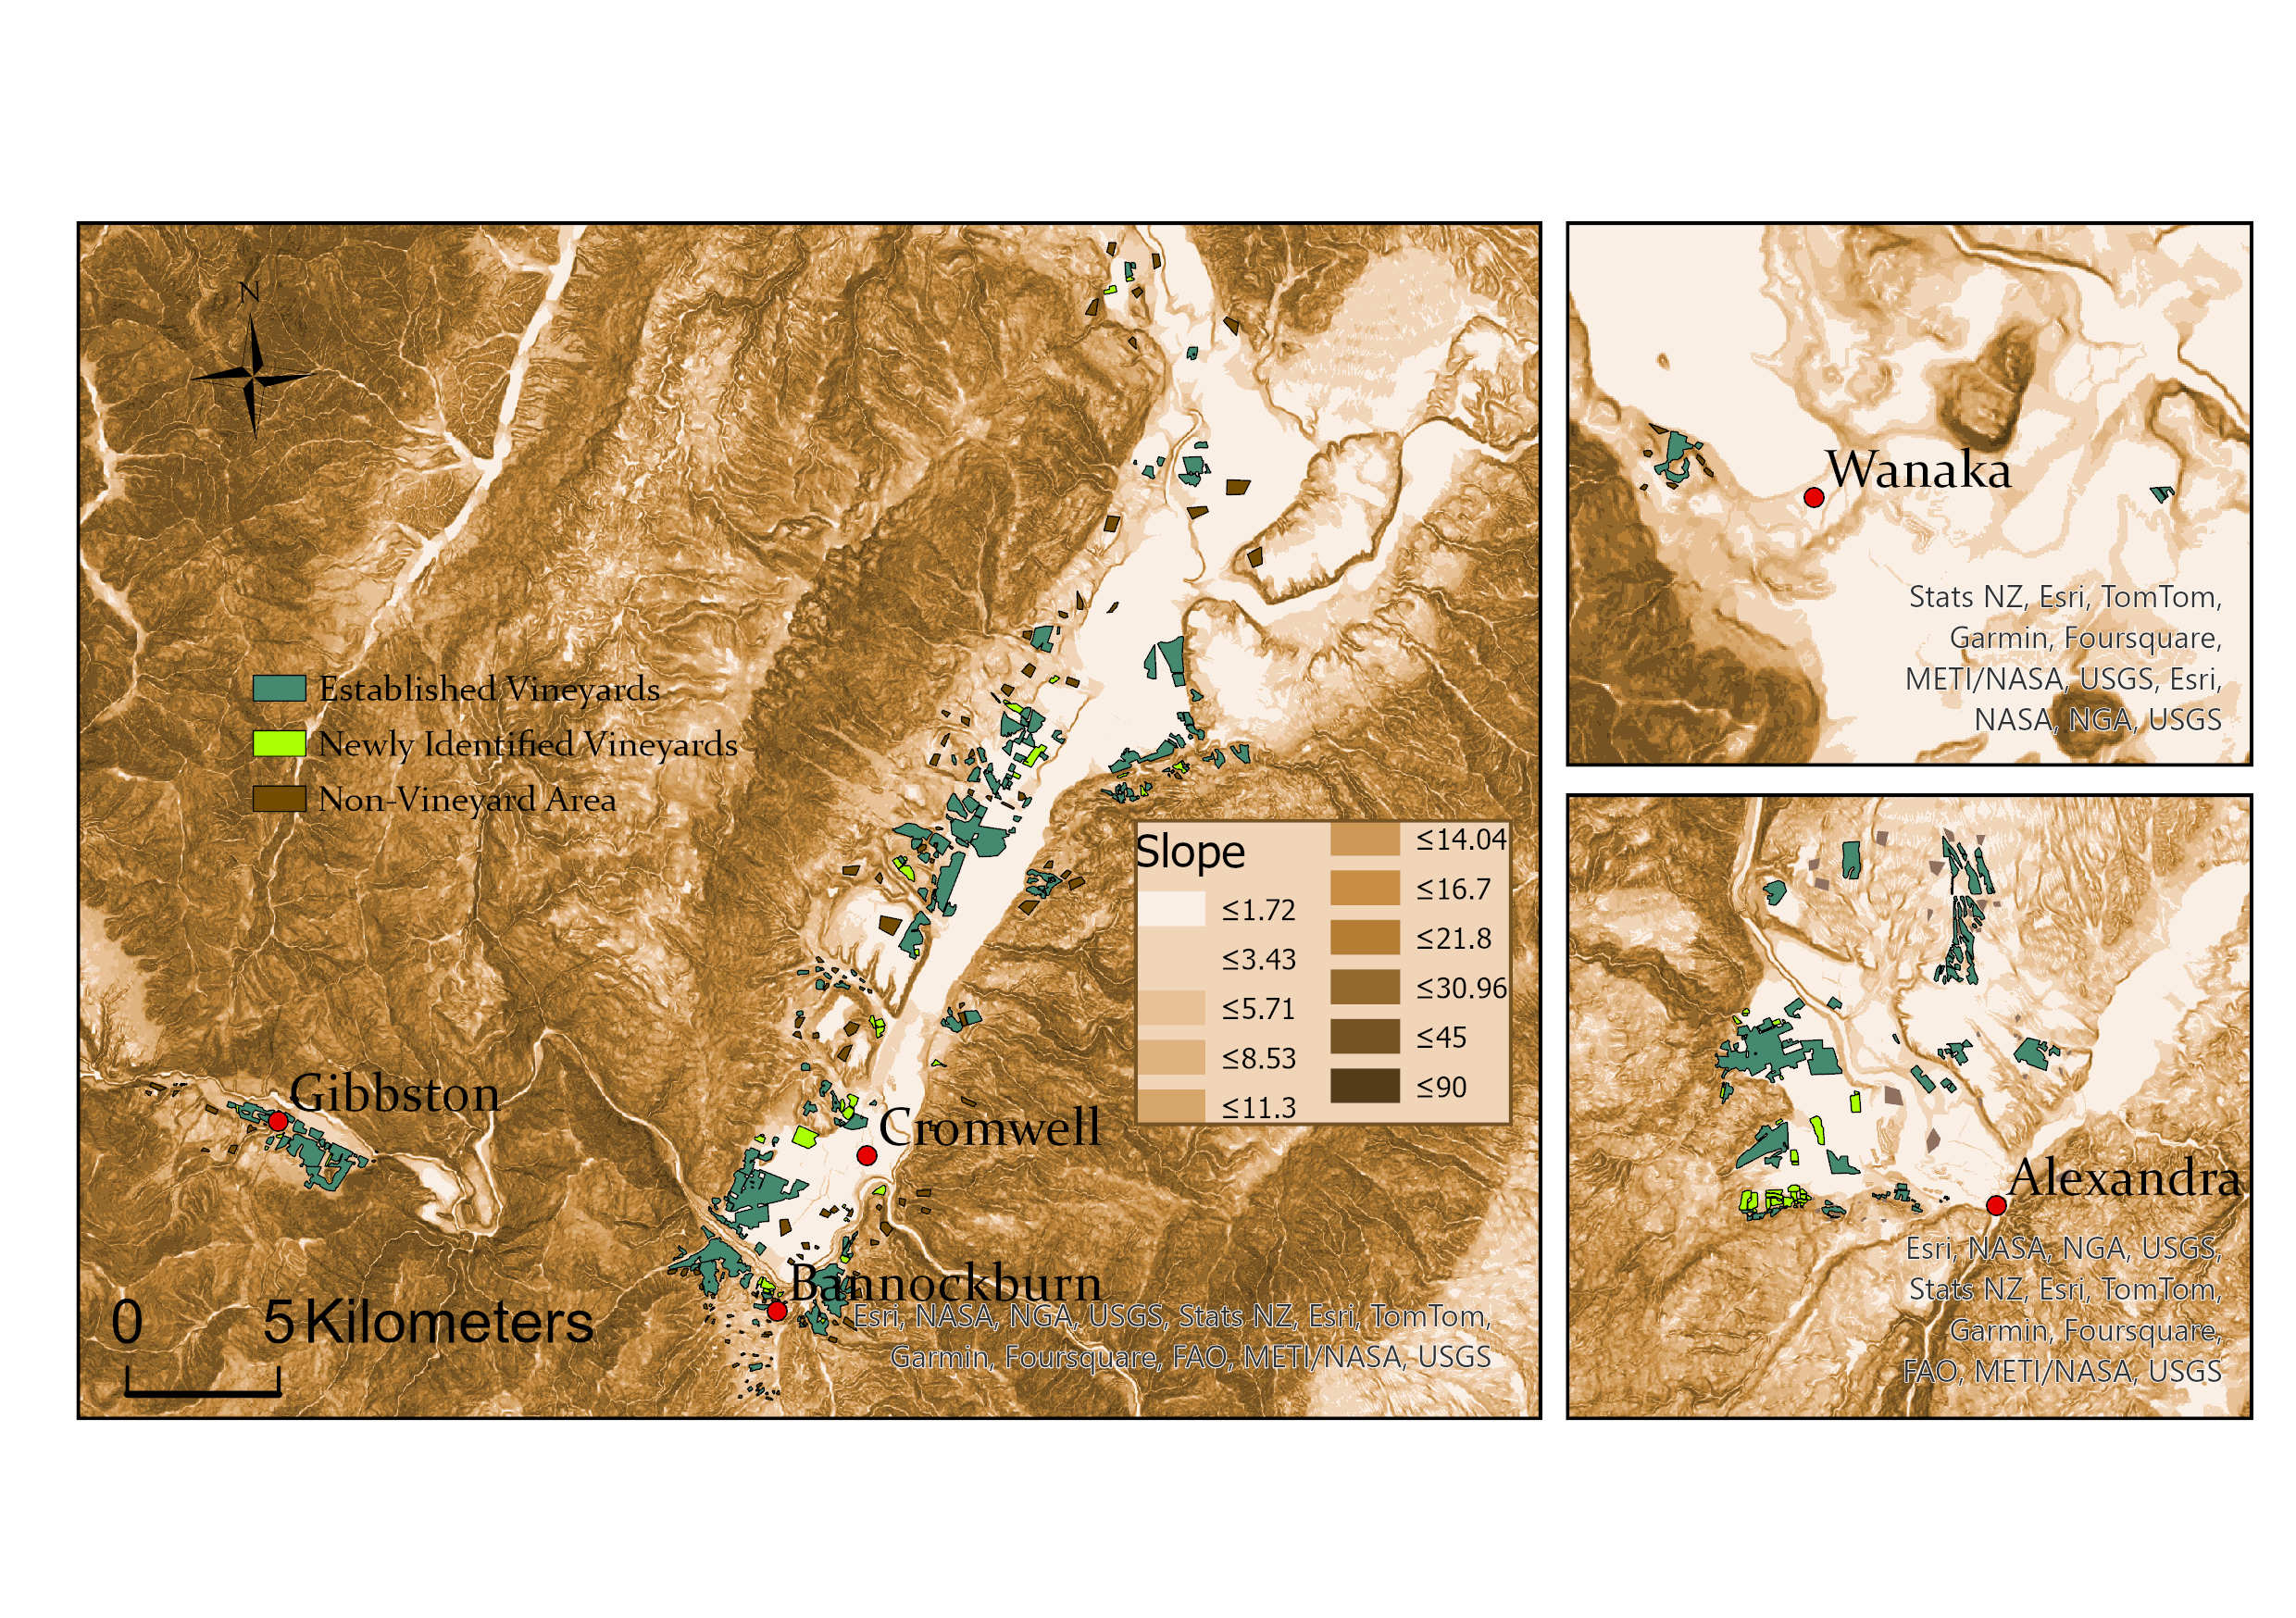 N
Established Vineyards
Newly Identified Vineyards
Non-Vineyard Area
Gibbston
Cromwell
Bannockburn
0 5 Kilometers
Slope
≤1.72
≤3.43
≤5.71
≤8.53
≤11.3
≤14.04
≤16.7
≤21.8
≤30.96
≤45
≤90
Esri, NASA, NGA, USGS, Stats NZ, Esri, TomTom,
Garmin, Foursquare, FAO, METI/NASA, USGS
Wanaka
Stats NZ, Esri, TomTom,
Garmin, Foursquare,
METI/NASA, USGS, Esri,
NASA, NGA, USGS
Alexandra
Esri, NASA, NGA, USGS,
Stats NZ, Esri, TomTom,
Garmin, Foursquare,
FAO, METI/NASA, USGS